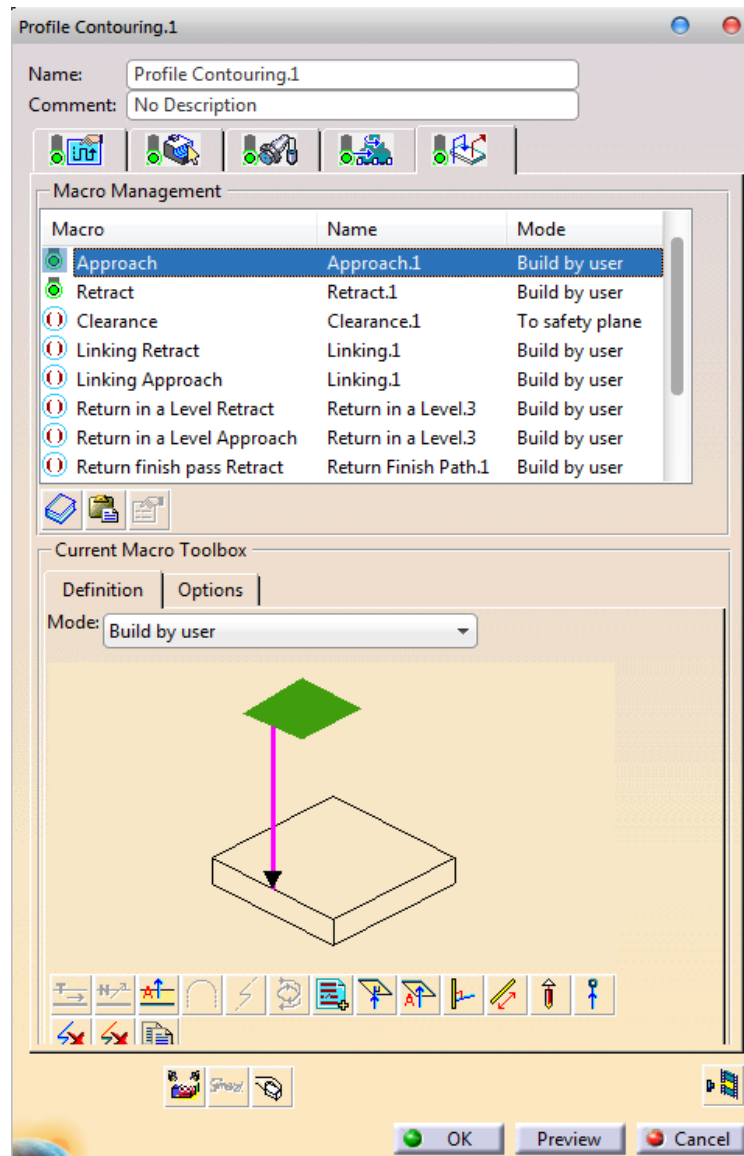 Profile Contouring.1
Name: Profile Contouring.1
Comment: No Description
Macro Management
Macro Name Mode
Approach Approach.1 Build by user
Retract Retract.1 Build by user
Clearance Clearance.1 To safety plane
Linking Retract Linking.1 Build by user
Linking Approach Linking.1 Build by user
Return in a Level Retract Return in a Level.3 Build by user
Return in a Level Approach Return in a Level.3 Build by user
Return finish pass Retract Return Finish Path.1 Build by user
Current Macro Toolbox
Definition Options
Mode: Build by user
OK Preview Cancel